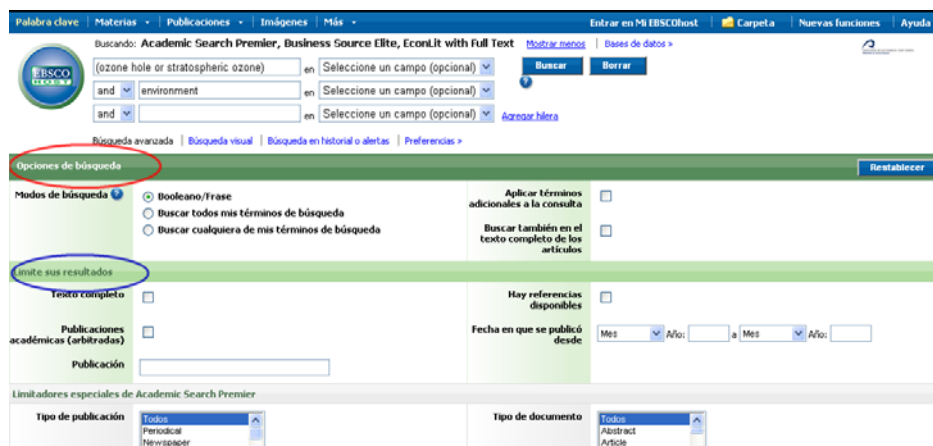 Palabra clave | Materias | Publicaciones | Imágenes | Más Entrar en Mi EBSCOhost | Carpeta | Nuevas funciones | Ayuda
Buscando: Academic Search Premier, Business Source Elite, EconLit with Full Text Mostrar menos | Bases de datos »
EBSCO HOST
(ozone hole or stratospheric ozone) en Seleccione un campo (opcional) Buscar Borrar
and environment en Seleccione un campo (opcional) ?
and en Seleccione un campo (opcional) Agregar hilera
Búsqueda avanzada | Búsqueda visual | Búsqueda en historial o alertas | Preferencias »
Opciones de búsqueda Restablecer
Modos de búsqueda ? Booleano/Frase
Buscar todos mis términos de búsqueda
Buscar cualquiera de mis términos de búsqueda
Aplicar términos
adicionales a la consulta
Buscar también en el
texto completo de los
artículos
Limite sus resultados
Texto completo
Hay referencias
disponibles
Publicaciones
académicas (arbitradas)
Fecha en que se publicó
desde
Mes Año: a Mes Año:
Publicación
Limitadores especiales de Academic Search Premier
Tipo de publicación
Todos
Periodical
Newspaper
Tipo de documento
Todos
Abstract
Article